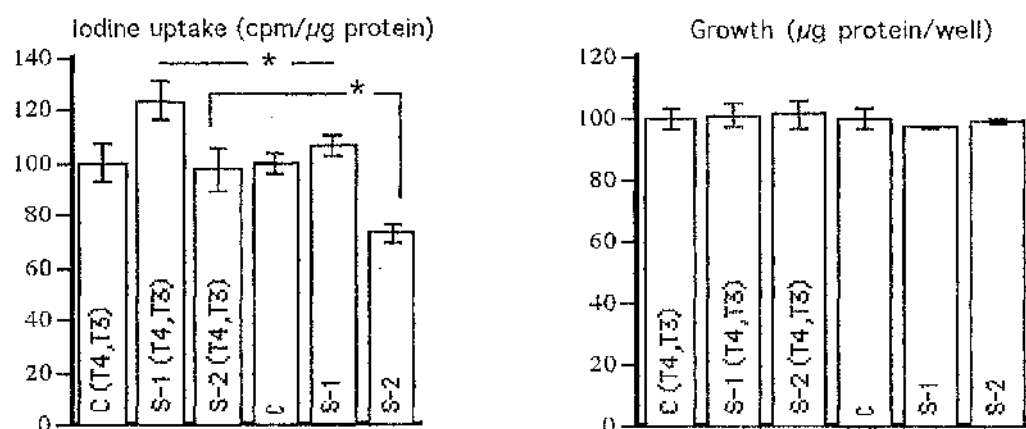 Iodine uptake (cpm/µg protein)
140
120
100
80
60
40
20
0
*
*
C (T4,T3)
S-1 (T4,T3)
S-2 (T4,T3)
C
S-1
S-2
Growth (µg protein/well)
120
100
80
60
40
20
0
C (T4,T3)
S-1 (T4,T3)
S-2 (T4,T3)
C
S-1
S-2